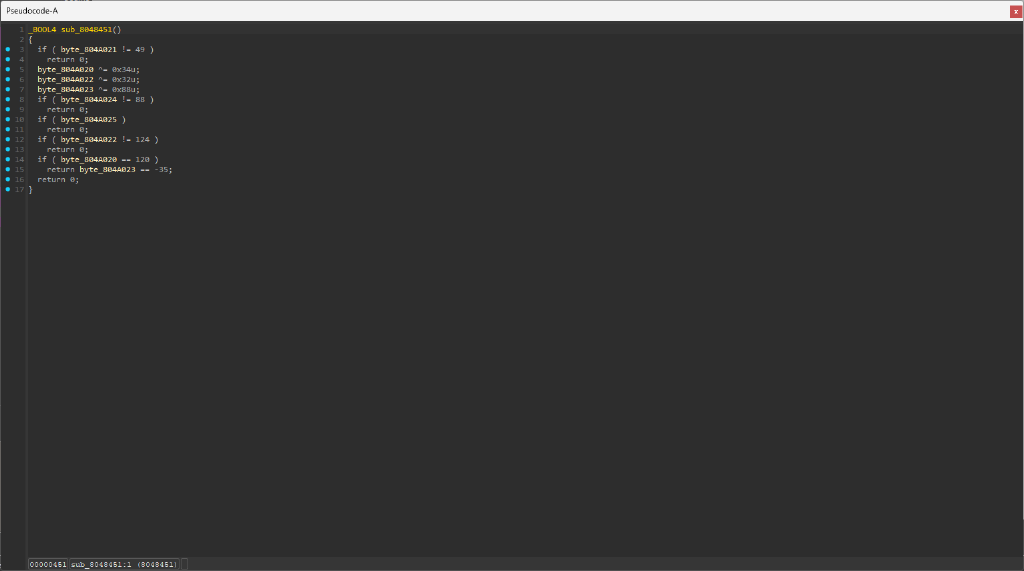 Pseudocode-A
x
1 _BOOL4 sub_8048451()
2 {
3 if ( byte_804A021 != 49 )
4 return 0;
5 byte_804A020 ^= 0x34u;
6 byte_804A022 ^= 0x32u;
7 byte_804A023 ^= 0x88u;
8 if ( byte_804A024 != 88 )
9 return 0;
10 if ( byte_804A025 )
11 return 0;
12 if ( byte_804A022 != 124 )
13 return 0;
14 if ( byte_804A020 == 120 )
15 return byte_804A023 == -35;
16 return 0;
17 }
00000451 sub_8048451:1 (8048451)